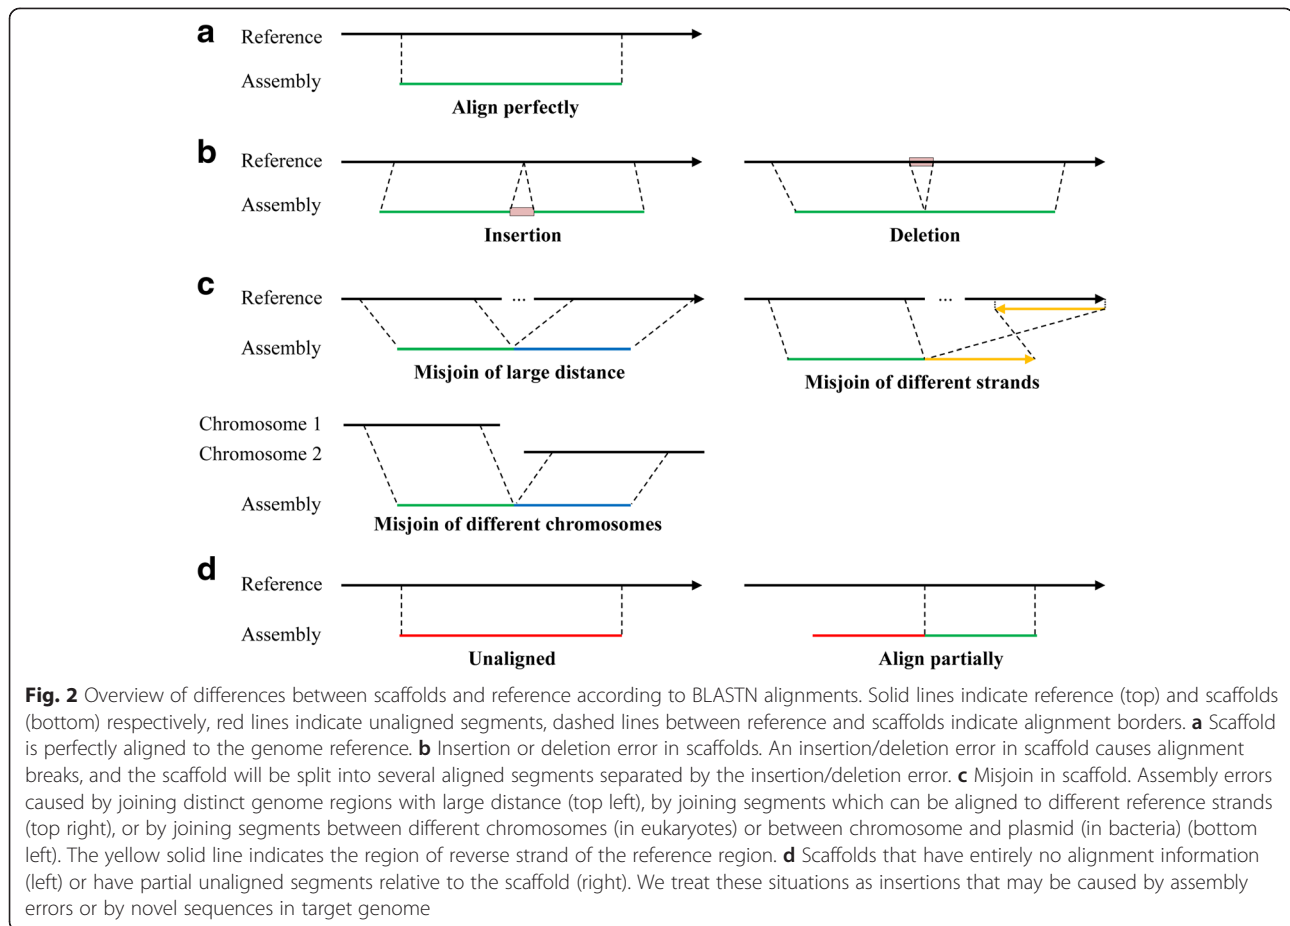 a
Reference
Assembly
Align perfectly
b
Reference
Assembly
Insertion
Deletion
c
Reference
...
...
Assembly
Misjoin of large distance
Misjoin of different strands
Chromosome 1
Chromosome 2
Assembly
Misjoin of different chromosomes
d
Reference
Assembly
Unaligned
Align partially
Fig. 2 Overview of differences between scaffolds and reference according to BLASTN alignments. Solid lines indicate reference (top) and scaffolds
(bottom) respectively, red lines indicate unaligned segments, dashed lines between reference and scaffolds indicate alignment borders. a Scaffold
is perfectly aligned to the genome reference. b Insertion or deletion error in scaffolds. An insertion/deletion error in scaffold causes alignment
breaks, and the scaffold will be split into several aligned segments separated by the insertion/deletion error. c Misjoin in scaffold. Assembly errors
caused by joining distinct genome regions with large distance (top left), by joining segments which can be aligned to different reference strands
(top right), or by joining segments between different chromosomes (in eukaryotes) or between chromosome and plasmid (in bacteria) (bottom
left). The yellow solid line indicates the region of reverse strand of the reference region. d Scaffolds that have entirely no alignment information
(left) or have partial unaligned segments relative to the scaffold (right). We treat these situations as insertions that may be caused by assembly
errors or by novel sequences in target genome